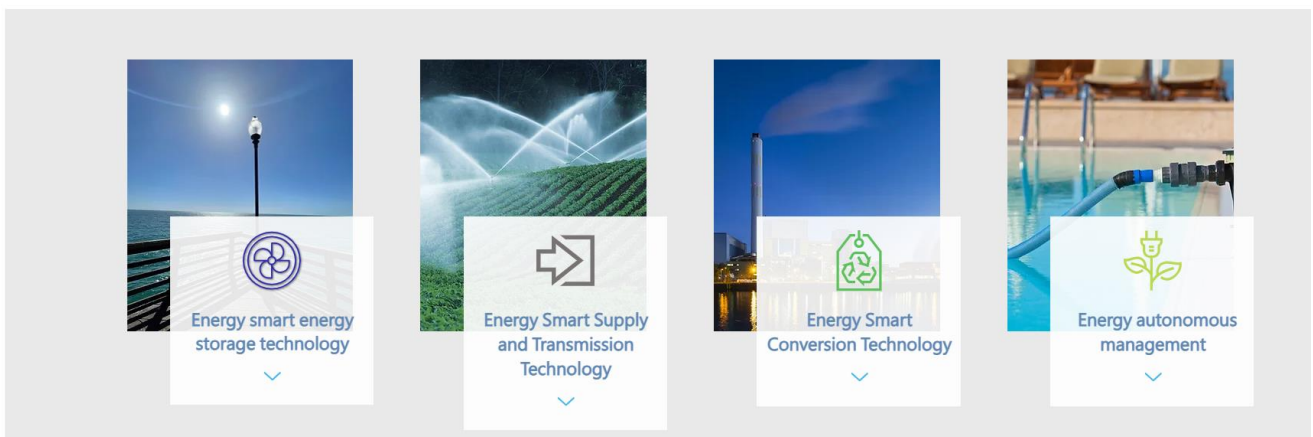 Energy smart energy
storage technology
Energy Smart Supply
and Transmission
Technology
Energy Smart
Conversion Technology
Energy autonomous
management